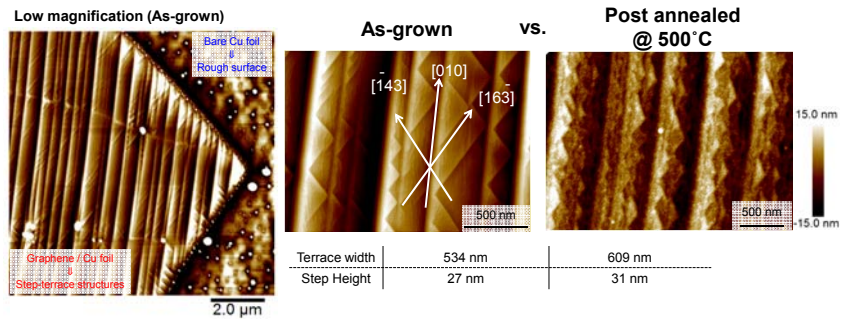 Low magnification (As-grown)
Bare Cu foil
⇓
Rough surface
Graphene / Cu foil
⇓
Step-terrace structures
2.0 µm
As-grown
vs.
Post annealed
@ 500˚C
[1̄43]
[010]
[163̄]
500 nm
500 nm
15.0 nm
-15.0 nm
Terrace width 534 nm 609 nm
Step Height 27 nm 31 nm